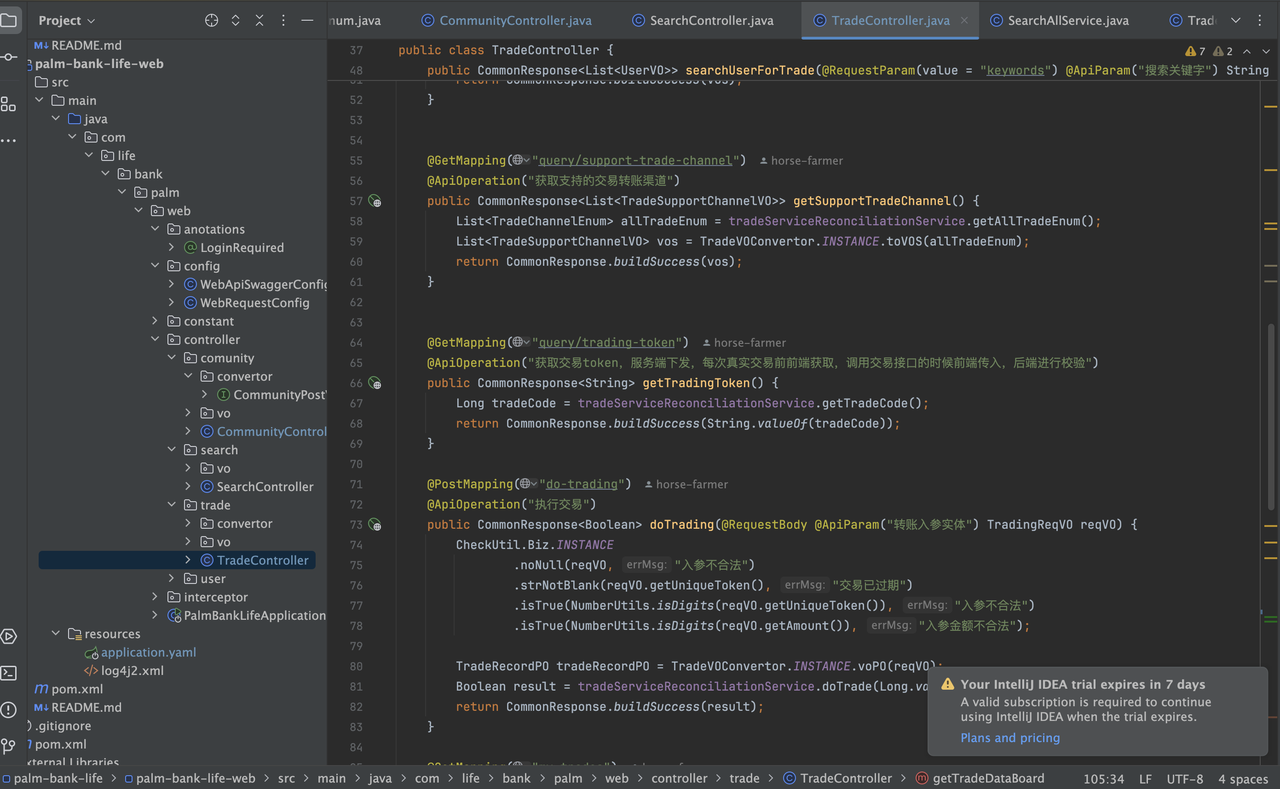 Project
num.java
CommunityController.java
SearchController.java
TradeController.java
SearchAllService.java
Trad
README.md
palm-bank-life-web
src
main
java
com
life
bank
palm
web
anotations
LoginRequired
config
WebApiSwaggerConfig
WebRequestConfig
constant
controller
comunity
convertor
CommunityPost
vo
CommunityControl
search
vo
SearchController
trade
convertor
vo
TradeController
user
interceptor
PalmBankLifeApplication
resources
application.yaml
log4j2.xml
pom.xml
README.md
.gitignore
pom.xml
xternal Libraries
7 2
37 public class TradeController {
48 public CommonResponse<List<UserVO>> searchUserForTrade(@RequestParam(value = "keywords") @ApiParam("搜索关键字") String
return CommonResponse.buildSuccess(vos);
52 }
53
54
55 @GetMapping("query/support-trade-channel") horse-farmer
56 @ApiOperation("获取支持的交易转账渠道")
57 public CommonResponse<List<TradeSupportChannelVO>> getSupportTradeChannel() {
58 List<TradeChannelEnum> allTradeEnum = tradeServiceReconciliationService.getAllTradeEnum();
59 List<TradeSupportChannelVO> vos = TradeVOConvertor.INSTANCE.toVOS(allTradeEnum);
60 return CommonResponse.buildSuccess(vos);
61 }
62
63
64 @GetMapping("query/trading-token") horse-farmer
65 @ApiOperation("获取交易token，服务端下发，每次真实交易前前端获取，调用交易接口的时候前端传入，后端进行校验")
66 public CommonResponse<String> getTradingToken() {
67 Long tradeCode = tradeServiceReconciliationService.getTradeCode();
68 return CommonResponse.buildSuccess(String.valueOf(tradeCode));
69 }
70
71 @PostMapping("do-trading") horse-farmer
72 @ApiOperation("执行交易")
73 public CommonResponse<Boolean> doTrading(@RequestBody @ApiParam("转账入参实体") TradingReqVO reqVO) {
74 CheckUtil.Biz.INSTANCE
75 .noNull(reqVO, errMsg: "入参不合法")
76 .strNotBlank(reqVO.getUniqueToken(), errMsg: "交易已过期")
77 .isTrue(NumberUtils.isDigits(reqVO.getUniqueToken()), errMsg: "入参不合法")
78 .isTrue(NumberUtils.isDigits(reqVO.getAmount()), errMsg: "入参金额不合法");
79
80 TradeRecordPO tradeRecordPO = TradeVOConvertor.INSTANCE.voPO(reqVO);
81 Boolean result = tradeServiceReconciliationService.doTrade(Long.va
82 return CommonResponse.buildSuccess(result);
83 }
84
Your IntelliJ IDEA trial expires in 7 days
A valid subscription is required to continue
using IntelliJ IDEA when the trial expires.
Plans and pricing
palm-bank-life > palm-bank-life-web > src > main > java > com > life > bank > palm > web > controller > trade > TradeController > getTradeDataBoard
105:34 LF UTF-8 4 spaces